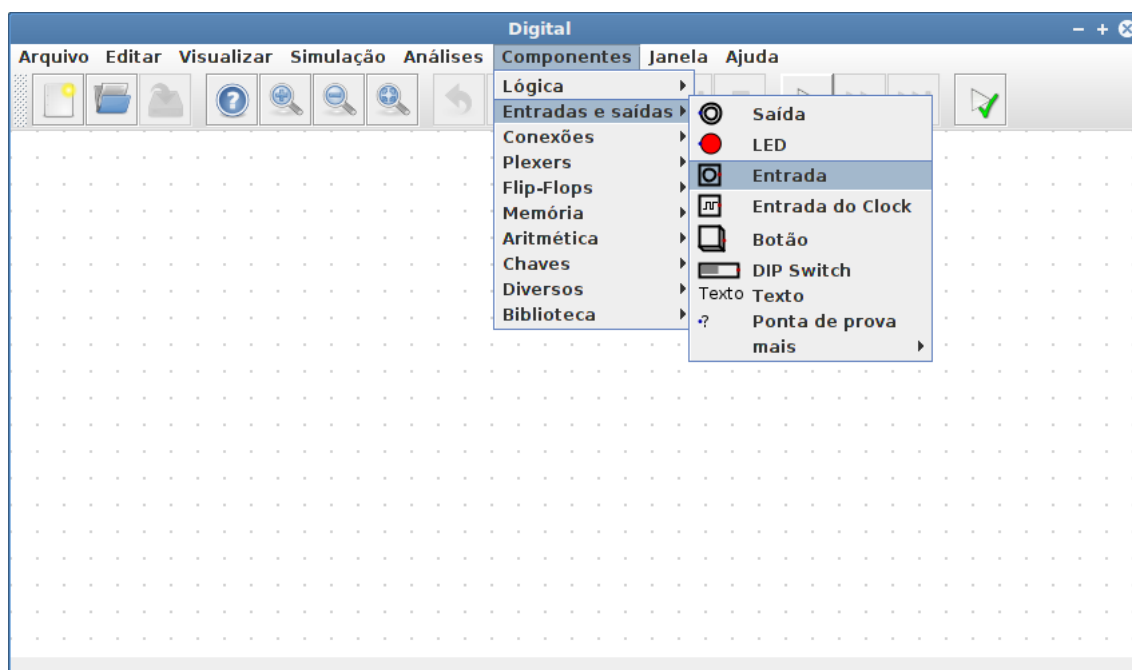 Digital
Arquivo Editar Visualizar Simulação Análises Componentes Janela Ajuda
Lógica
Entradas e saídas
Conexões
Plexers
Flip-Flops
Memória
Aritmética
Chaves
Diversos
Biblioteca
Saída
LED
Entrada
Entrada do Clock
Botão
DIP Switch
Texto Texto
Ponta de prova
mais